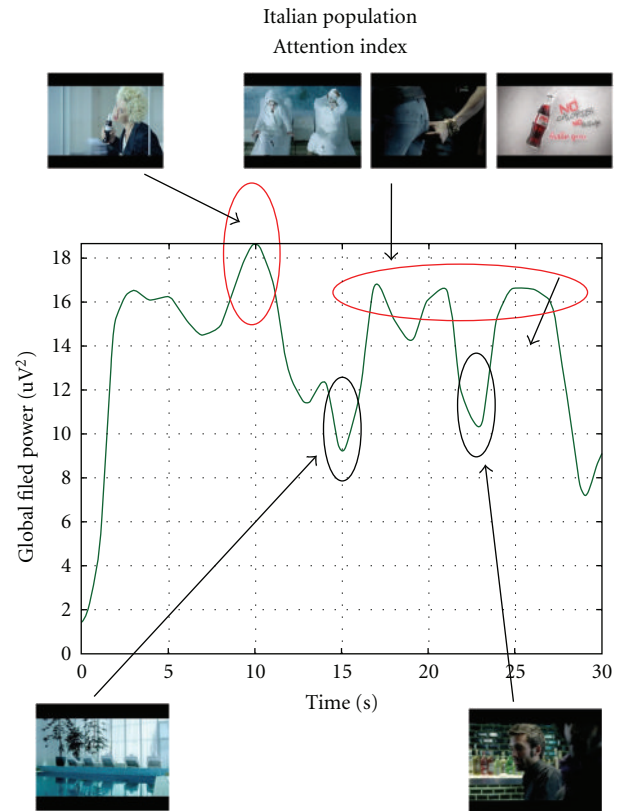 Italian population
Attention index
NO
Global filed power (uV²)
18
16
14
12
10
8
6
4
2
0
0 5 10 15 20 25 30
Time (s)